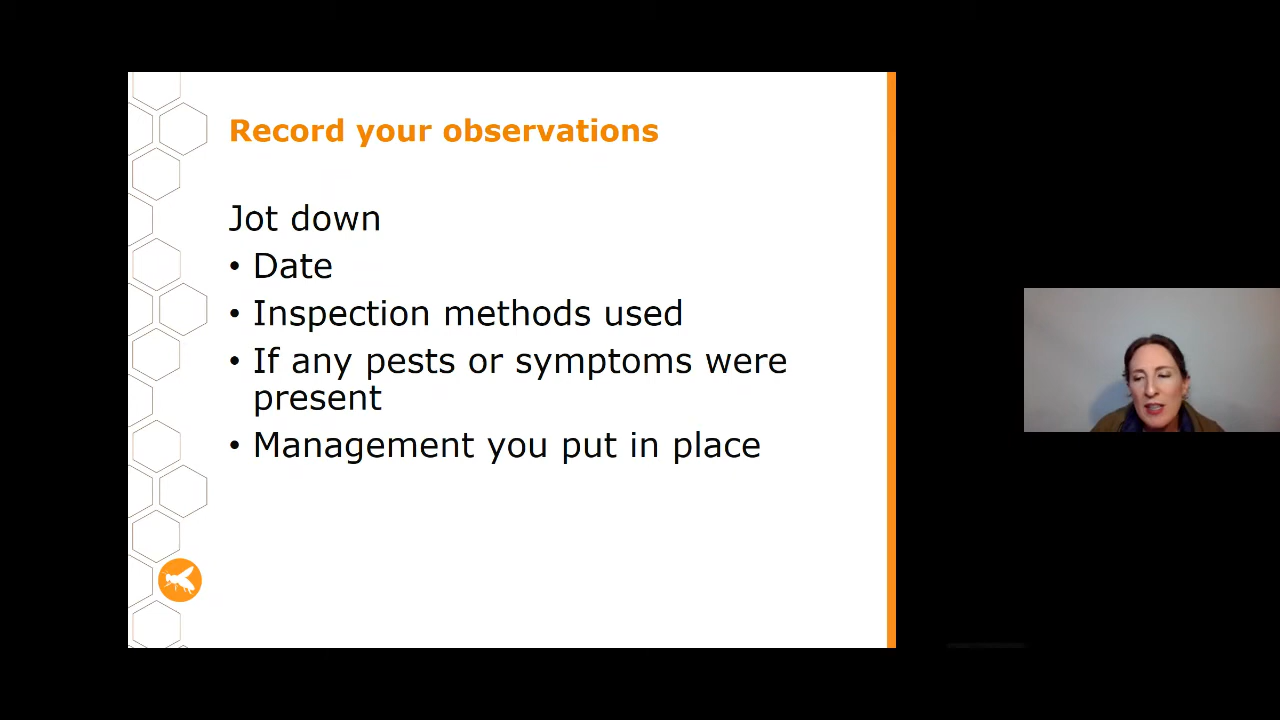 Record your observations
Jot down
• Date
• Inspection methods used
• If any pests or symptoms were
present
• Management you put in place